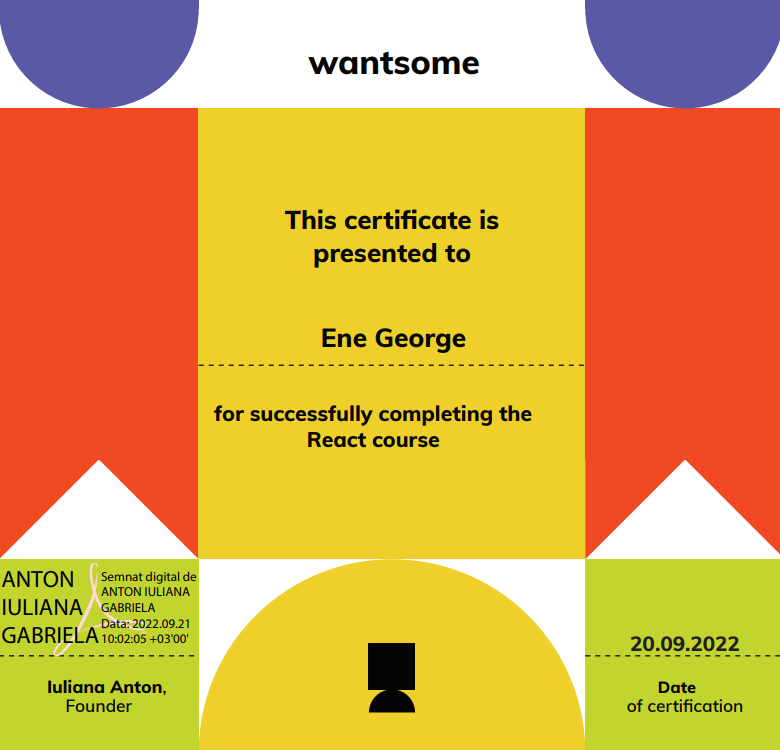 wantsome
This certificate is
presented to
Ene George
for successfully completing the
React course
ANTON
IULIANA
GABRIELA
Semnat digital de
ANTON IULIANA
GABRIELA
Data: 2022.09.21
10:02:05 +03'00'
Iuliana Anton,
Founder
20.09.2022
Date
of certification